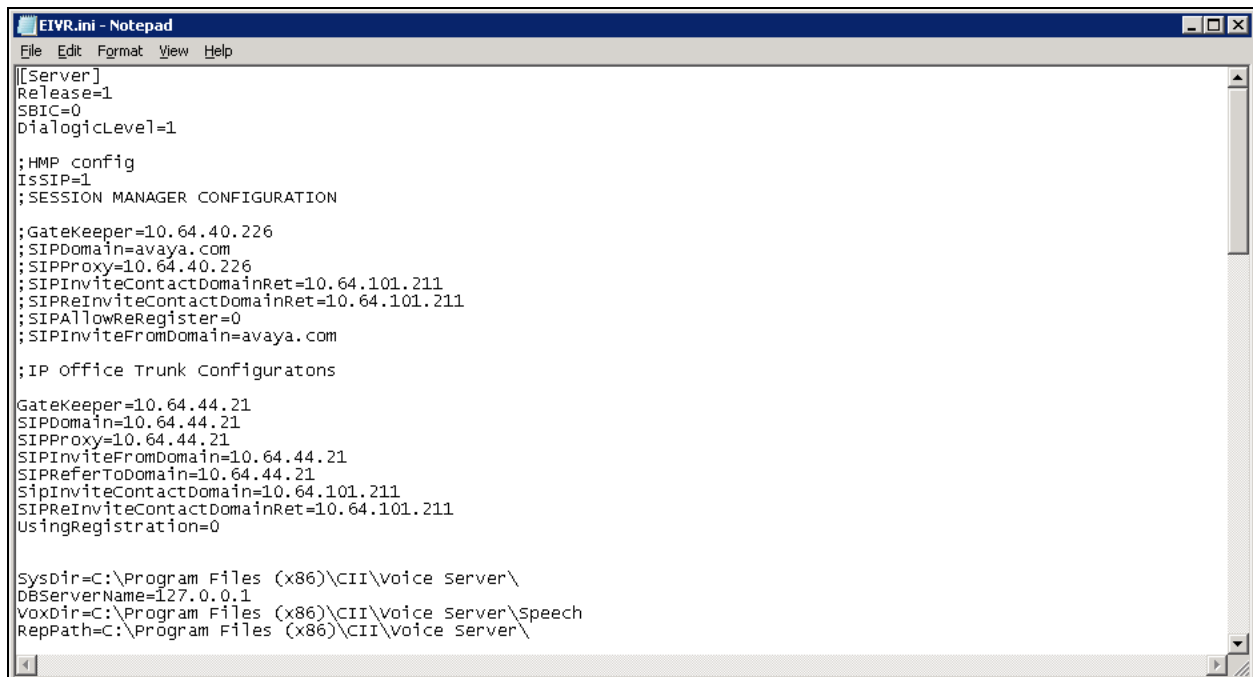 EIVR.ini - Notepad
File Edit Format View Help
[Server]
Release=1
SBIC=0
DialogicLevel=1
;HMP config
IsSIP=1
;SESSION MANAGER CONFIGURATION
;GateKeeper=10.64.40.226
;SIPDomain=avaya.com
;SIPProxy=10.64.40.226
;SIPInviteContactDomainRet=10.64.101.211
;SIPReInviteContactDomainRet=10.64.101.211
;SIPAllowReRegister=0
;SIPInviteFromDomain=avaya.com
;IP Office Trunk Configuratons
GateKeeper=10.64.44.21
SIPDomain=10.64.44.21
SIPProxy=10.64.44.21
SIPInviteFromDomain=10.64.44.21
SIPReferToDomain=10.64.44.21
SipInviteContactDomain=10.64.101.211
SIPReInviteContactDomainRet=10.64.101.211
UsingRegistration=0
SysDir=C:\Program Files (x86)\CII\Voice Server\
DBServerName=127.0.0.1
VoxDir=C:\Program Files (x86)\CII\Voice Server\Speech
RepPath=C:\Program Files (x86)\CII\Voice Server\